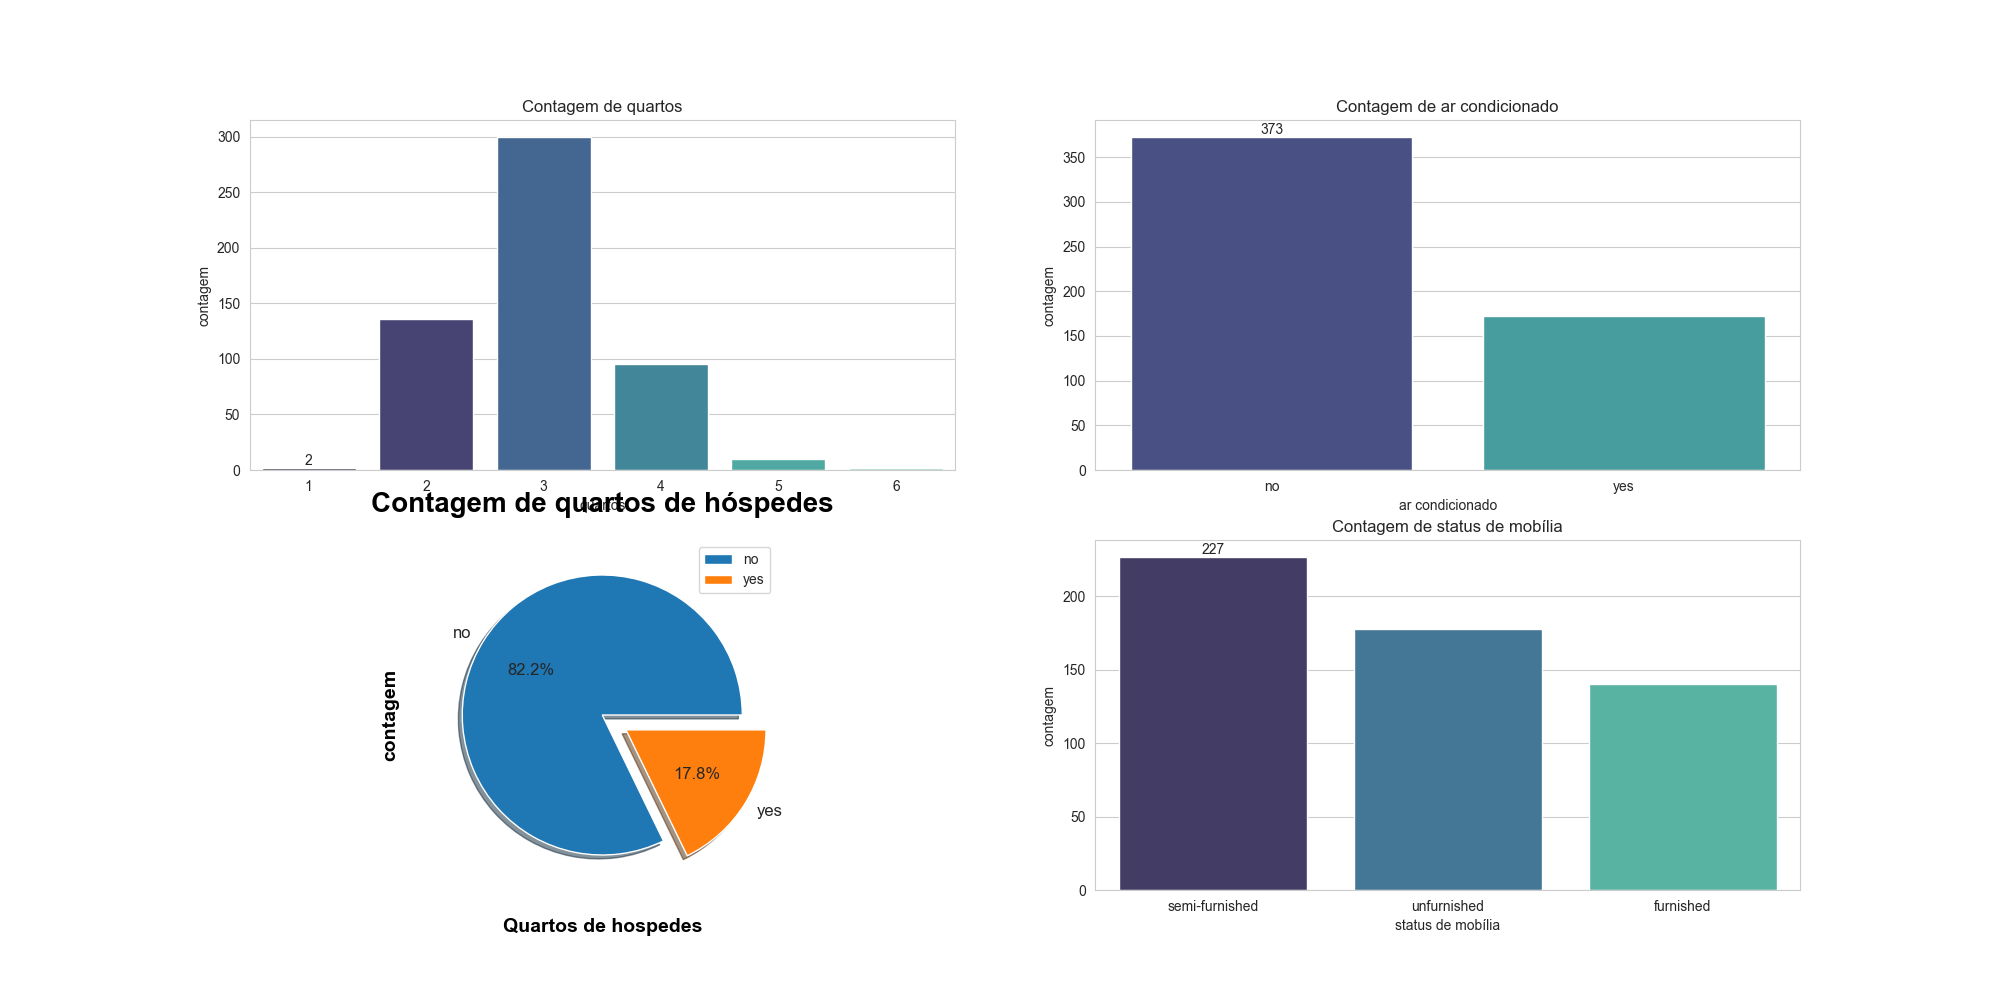 Contagem de quartos
300
250
200
150
100
50
0
contagem
2
1 2 3 4 5 6
quartos
Contagem de ar condicionado
350
300
250
200
150
100
50
0
contagem
373
no yes
ar condicionado
Contagem de quartos de hóspedes
no
yes
no
82.2%
17.8%
yes
contagem
Quartos de hospedes
Contagem de status de mobília
200
150
100
50
0
contagem
227
semi-furnished unfurnished furnished
status de mobília